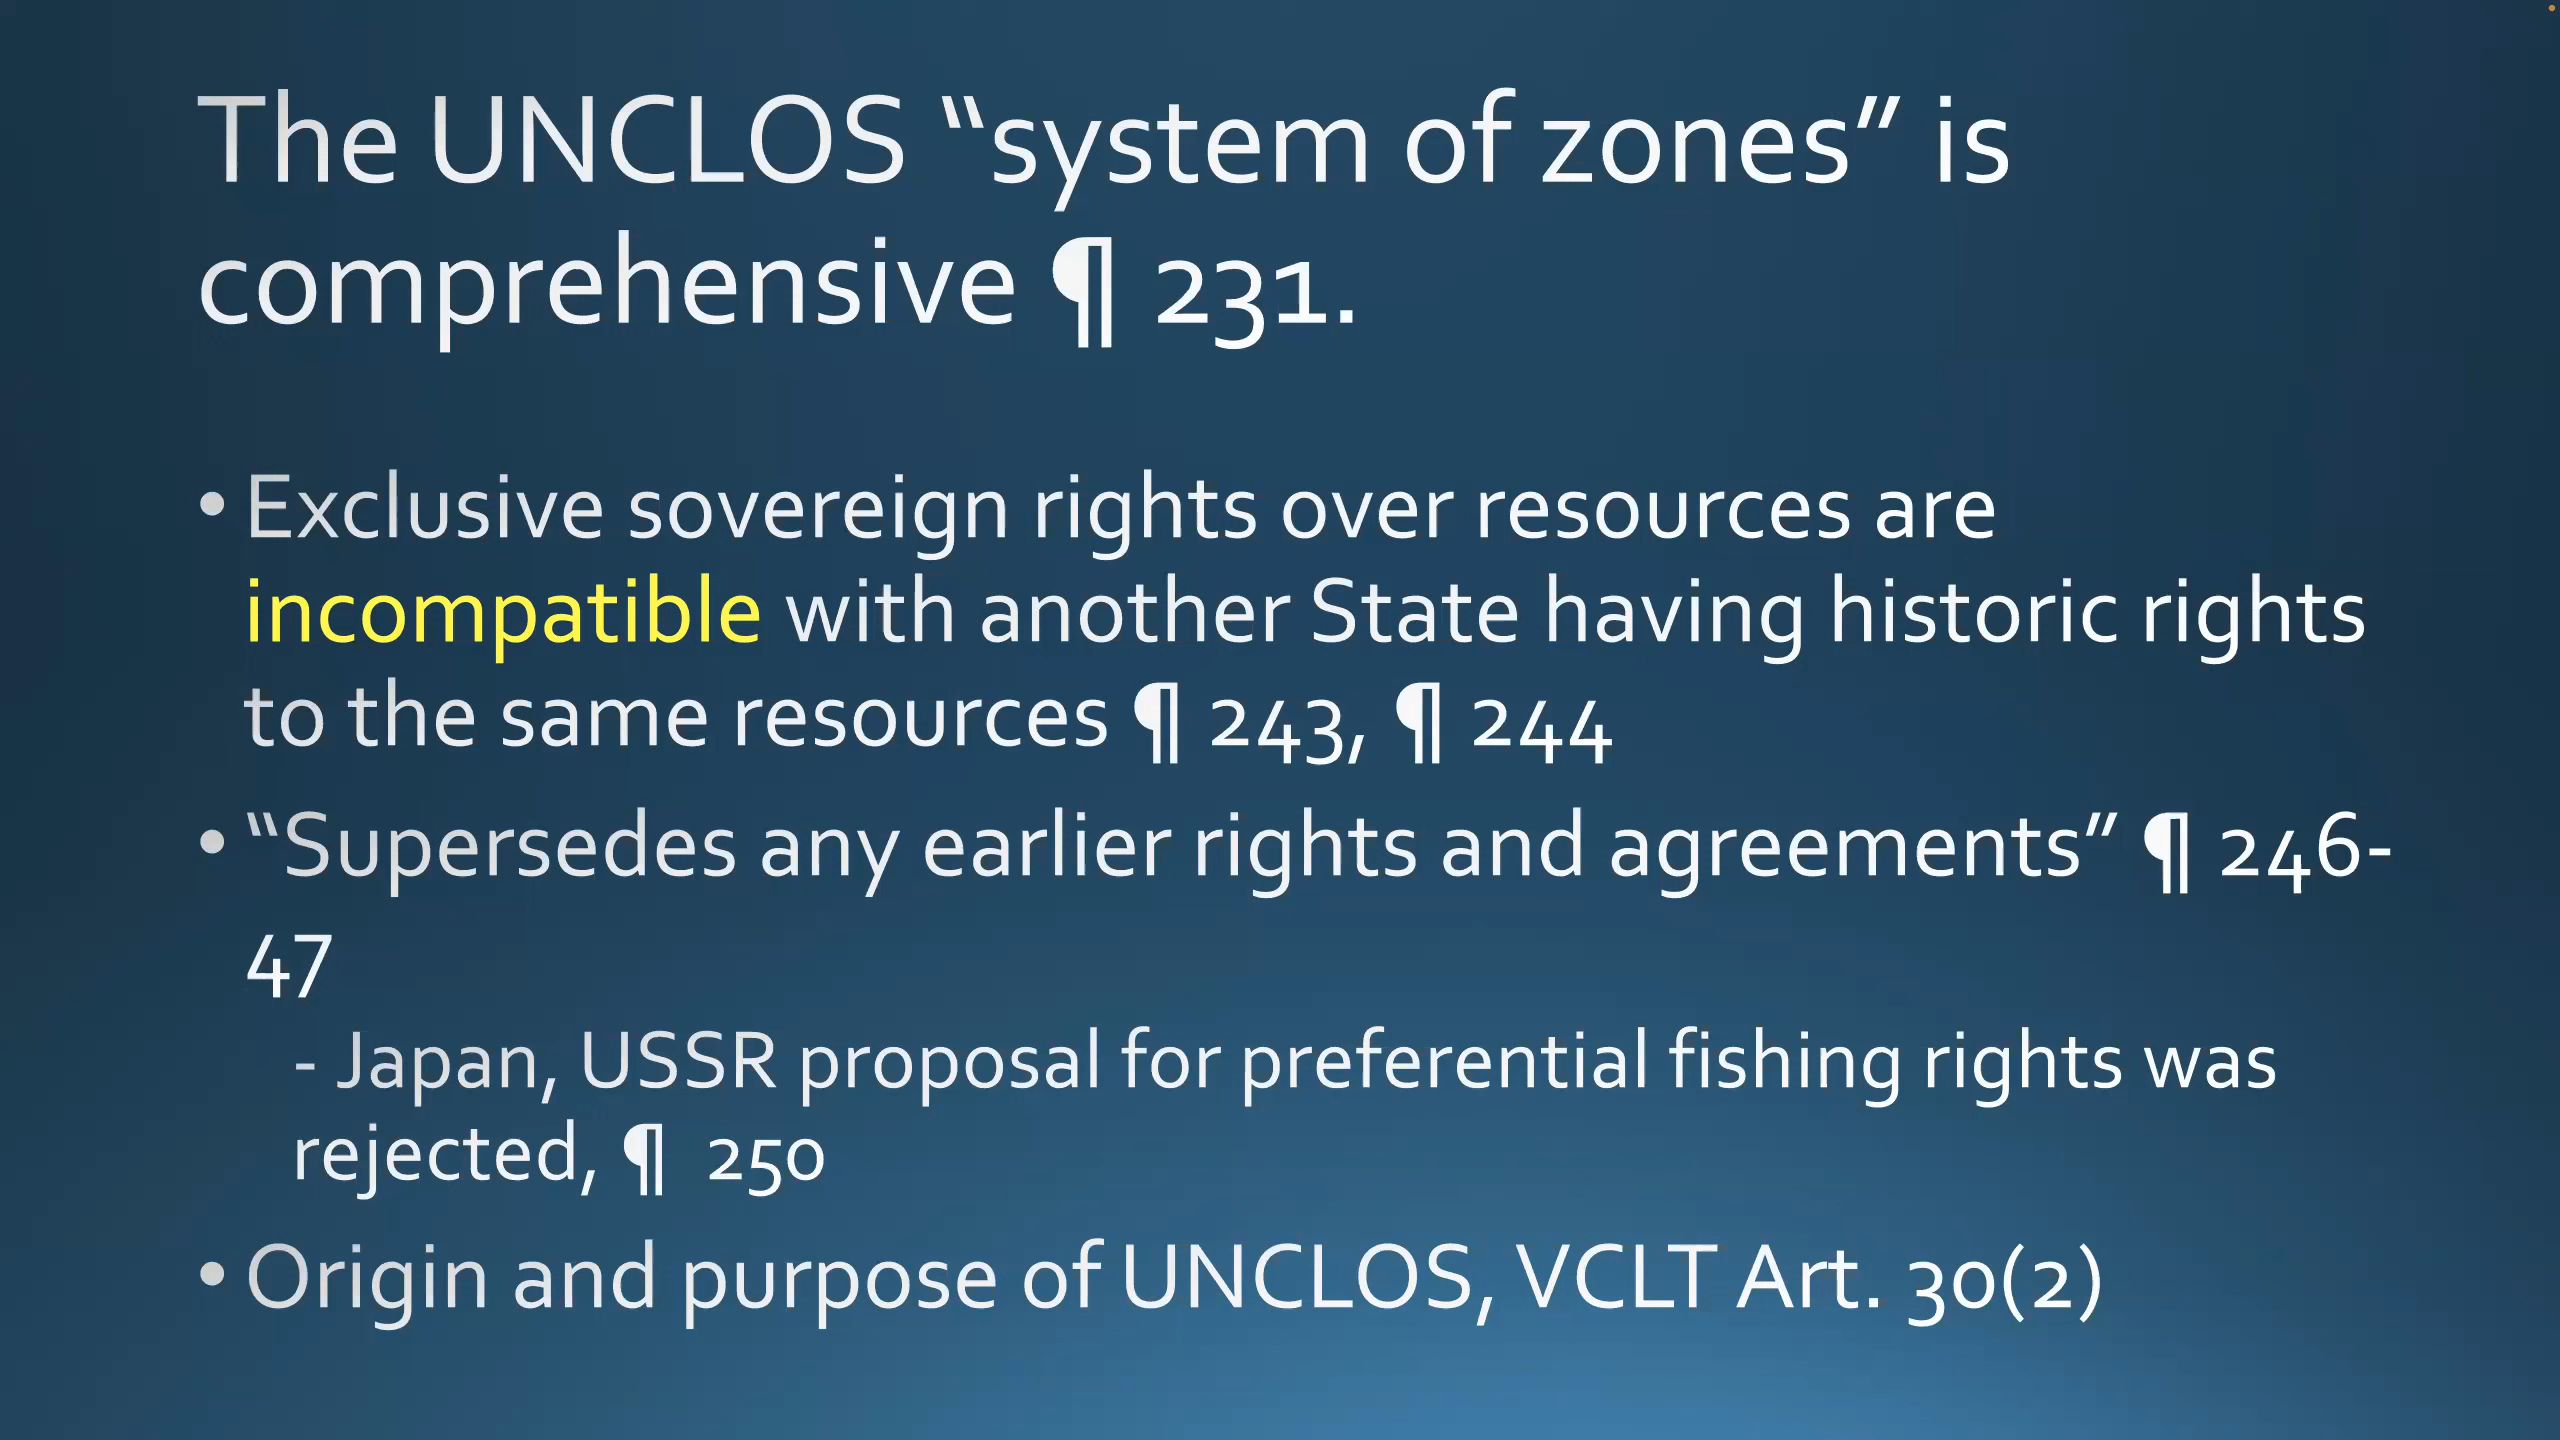 The UNCLOS “system of zones” is
comprehensive ¶ 231.
• Exclusive sovereign rights over resources are
incompatible with another State having historic rights
to the same resources ¶ 243, ¶ 244
• “Supersedes any earlier rights and agreements” ¶ 246-
47
- Japan, USSR proposal for preferential fishing rights was
rejected, ¶ 250
• Origin and purpose of UNCLOS, VCLT Art. 30(2)